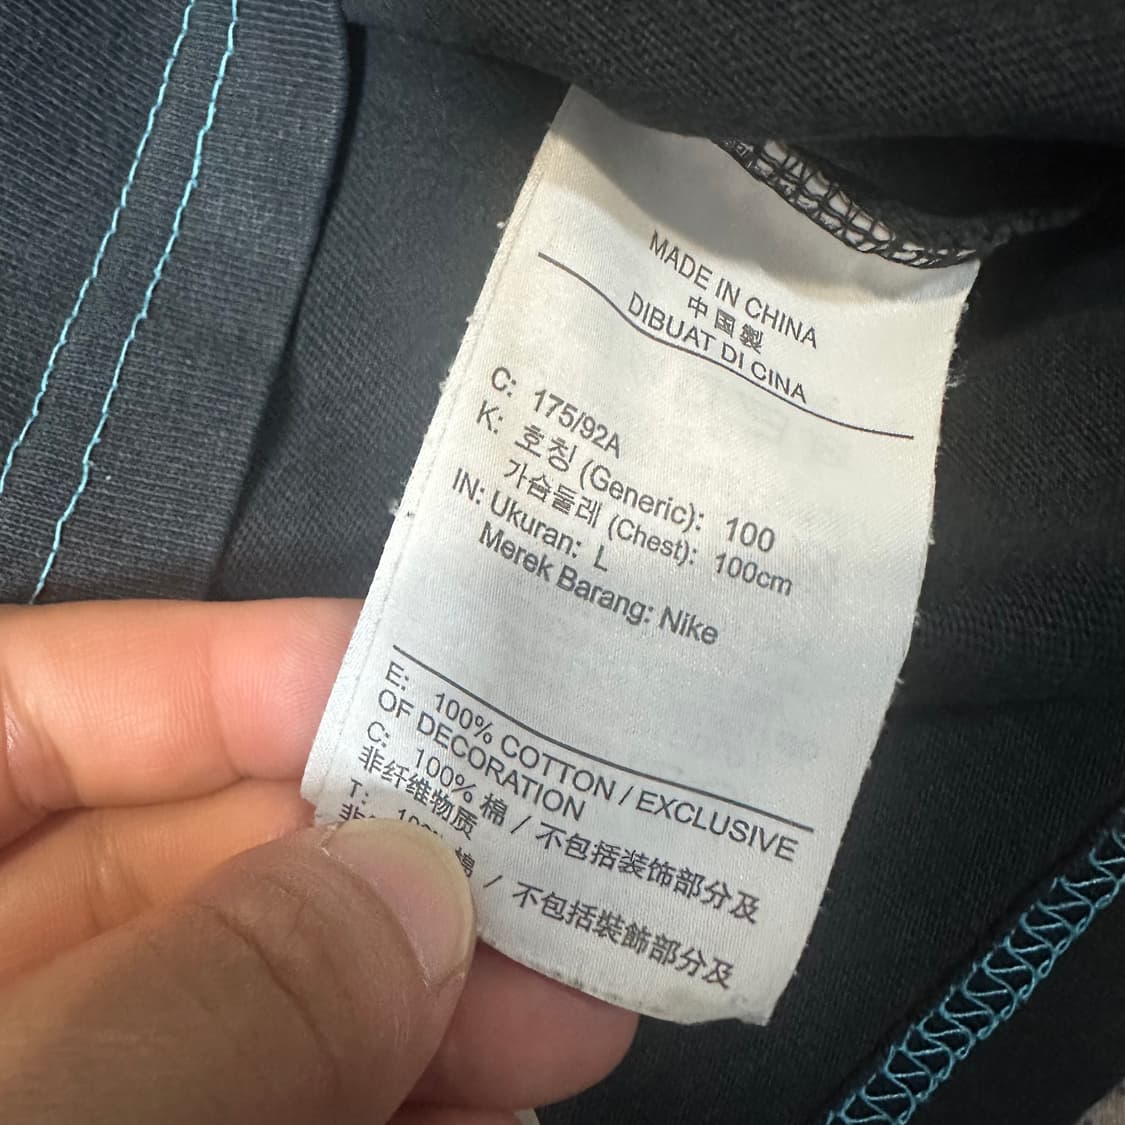 MADE IN CHINA
中国製
DIBUAT DI CINA
C: 175/92A
K: 호칭 (Generic): 100
가슴둘레 (Chest): 100cm
IN: Ukuran: L
Merek Barang: Nike
E: 100% COTTON / EXCLUSIVE
OF DECORATION
C: 100% 棉 / 不包括装饰部分及
非纤维物质
T: 棉 / 不包括裝飾部分及
非